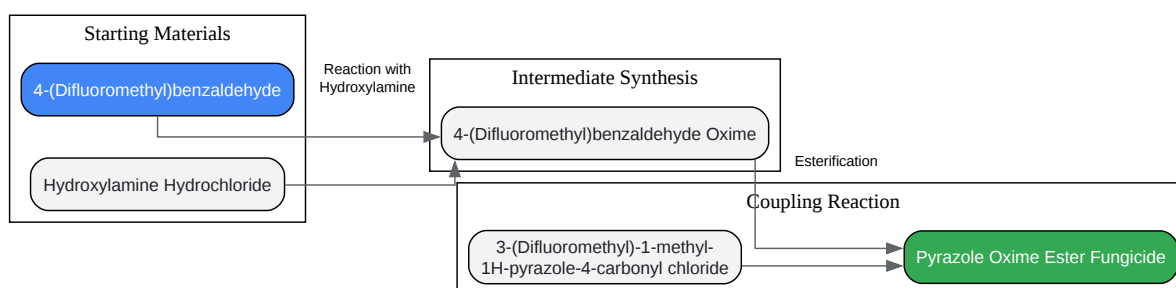 Starting Materials
4-(Difluoromethyl)benzaldehyde
Hydroxylamine Hydrochloride
Reaction with
Hydroxylamine
Intermediate Synthesis
4-(Difluoromethyl)benzaldehyde Oxime
Esterification
Coupling Reaction
3-(Difluoromethyl)-1-methyl-
1H-pyrazole-4-carbonyl chloride
Pyrazole Oxime Ester Fungicide